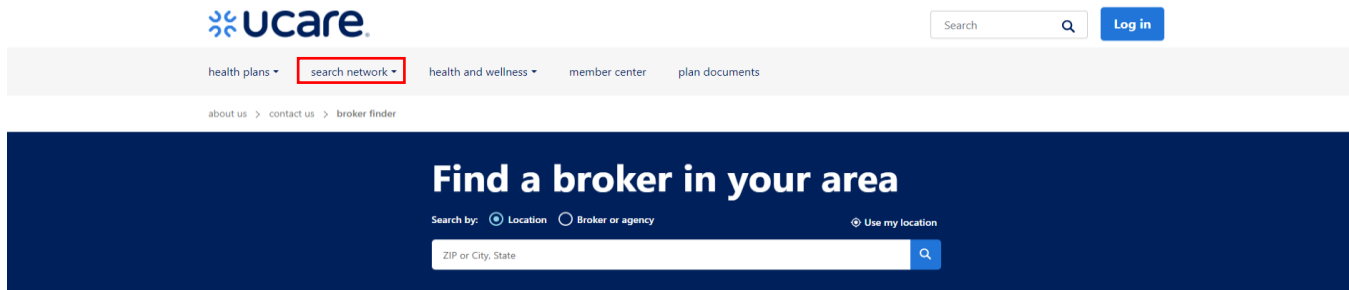 ucare.
Search
Log in
health plans
search network
health and wellness
member center
plan documents
about us > contact us > broker finder
Find a broker in your area
Search by: Location Broker or agency
Use my location
ZIP or City, State